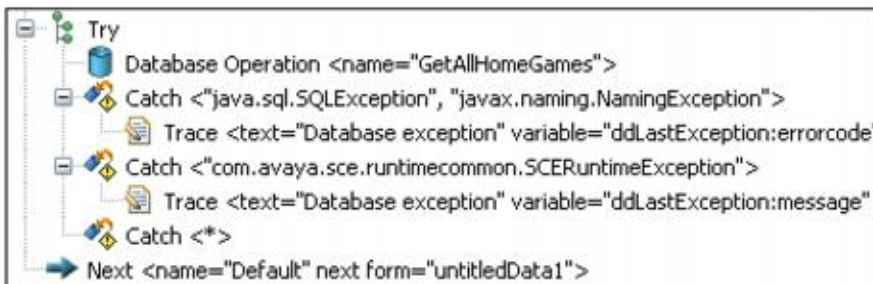 Try
Database Operation <name="GetAllHomeGames">
Catch <"java.sql.SQLException", "javax.naming.NamingException">
Trace <text="Database exception" variable="ddLastException:errorcode"
Catch <"com.avaya.sce.runtimecommon.SCERuntimeException">
Trace <text="Database exception" variable="ddLastException:message"
Catch <*>
Next <name="Default" next form="untitledData1">